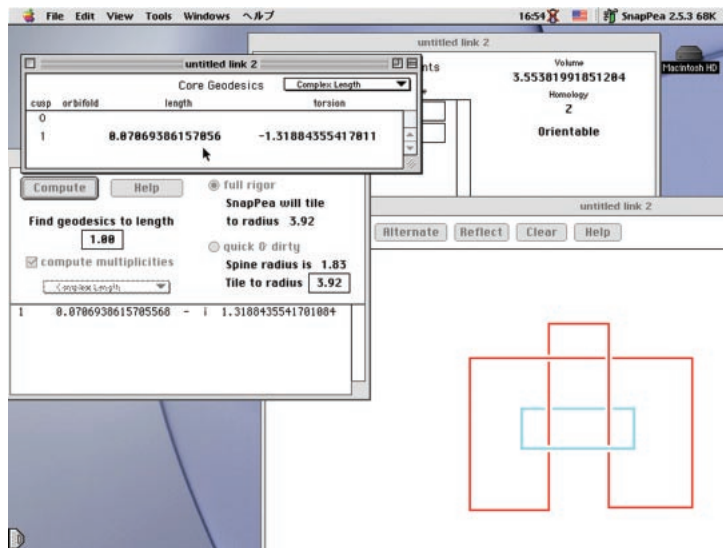 File Edit View Tools Windows ヘルプ 16:54 SnapPea 2.5.3 68K
untitled link 2
untitled link 2
Core Geodesics Complex Length
cusp orbifold length torsion
0
1 0.07069386157056 -1.31884355417011
Volume
3.55381991851284
Homology
Z
Orientable
Macintosh HD
Compute Help
full rigor
SnapPea will tile
to radius 3.92
Find geodesics to length
1.00
compute multiplicities
Complex Length
quick & dirty
Spine radius is 1.83
Tile to radius 3.92
1 0.0706938615705568 - i 1.3188435541701084
untitled link 2
Alternate Reflect Clear Help